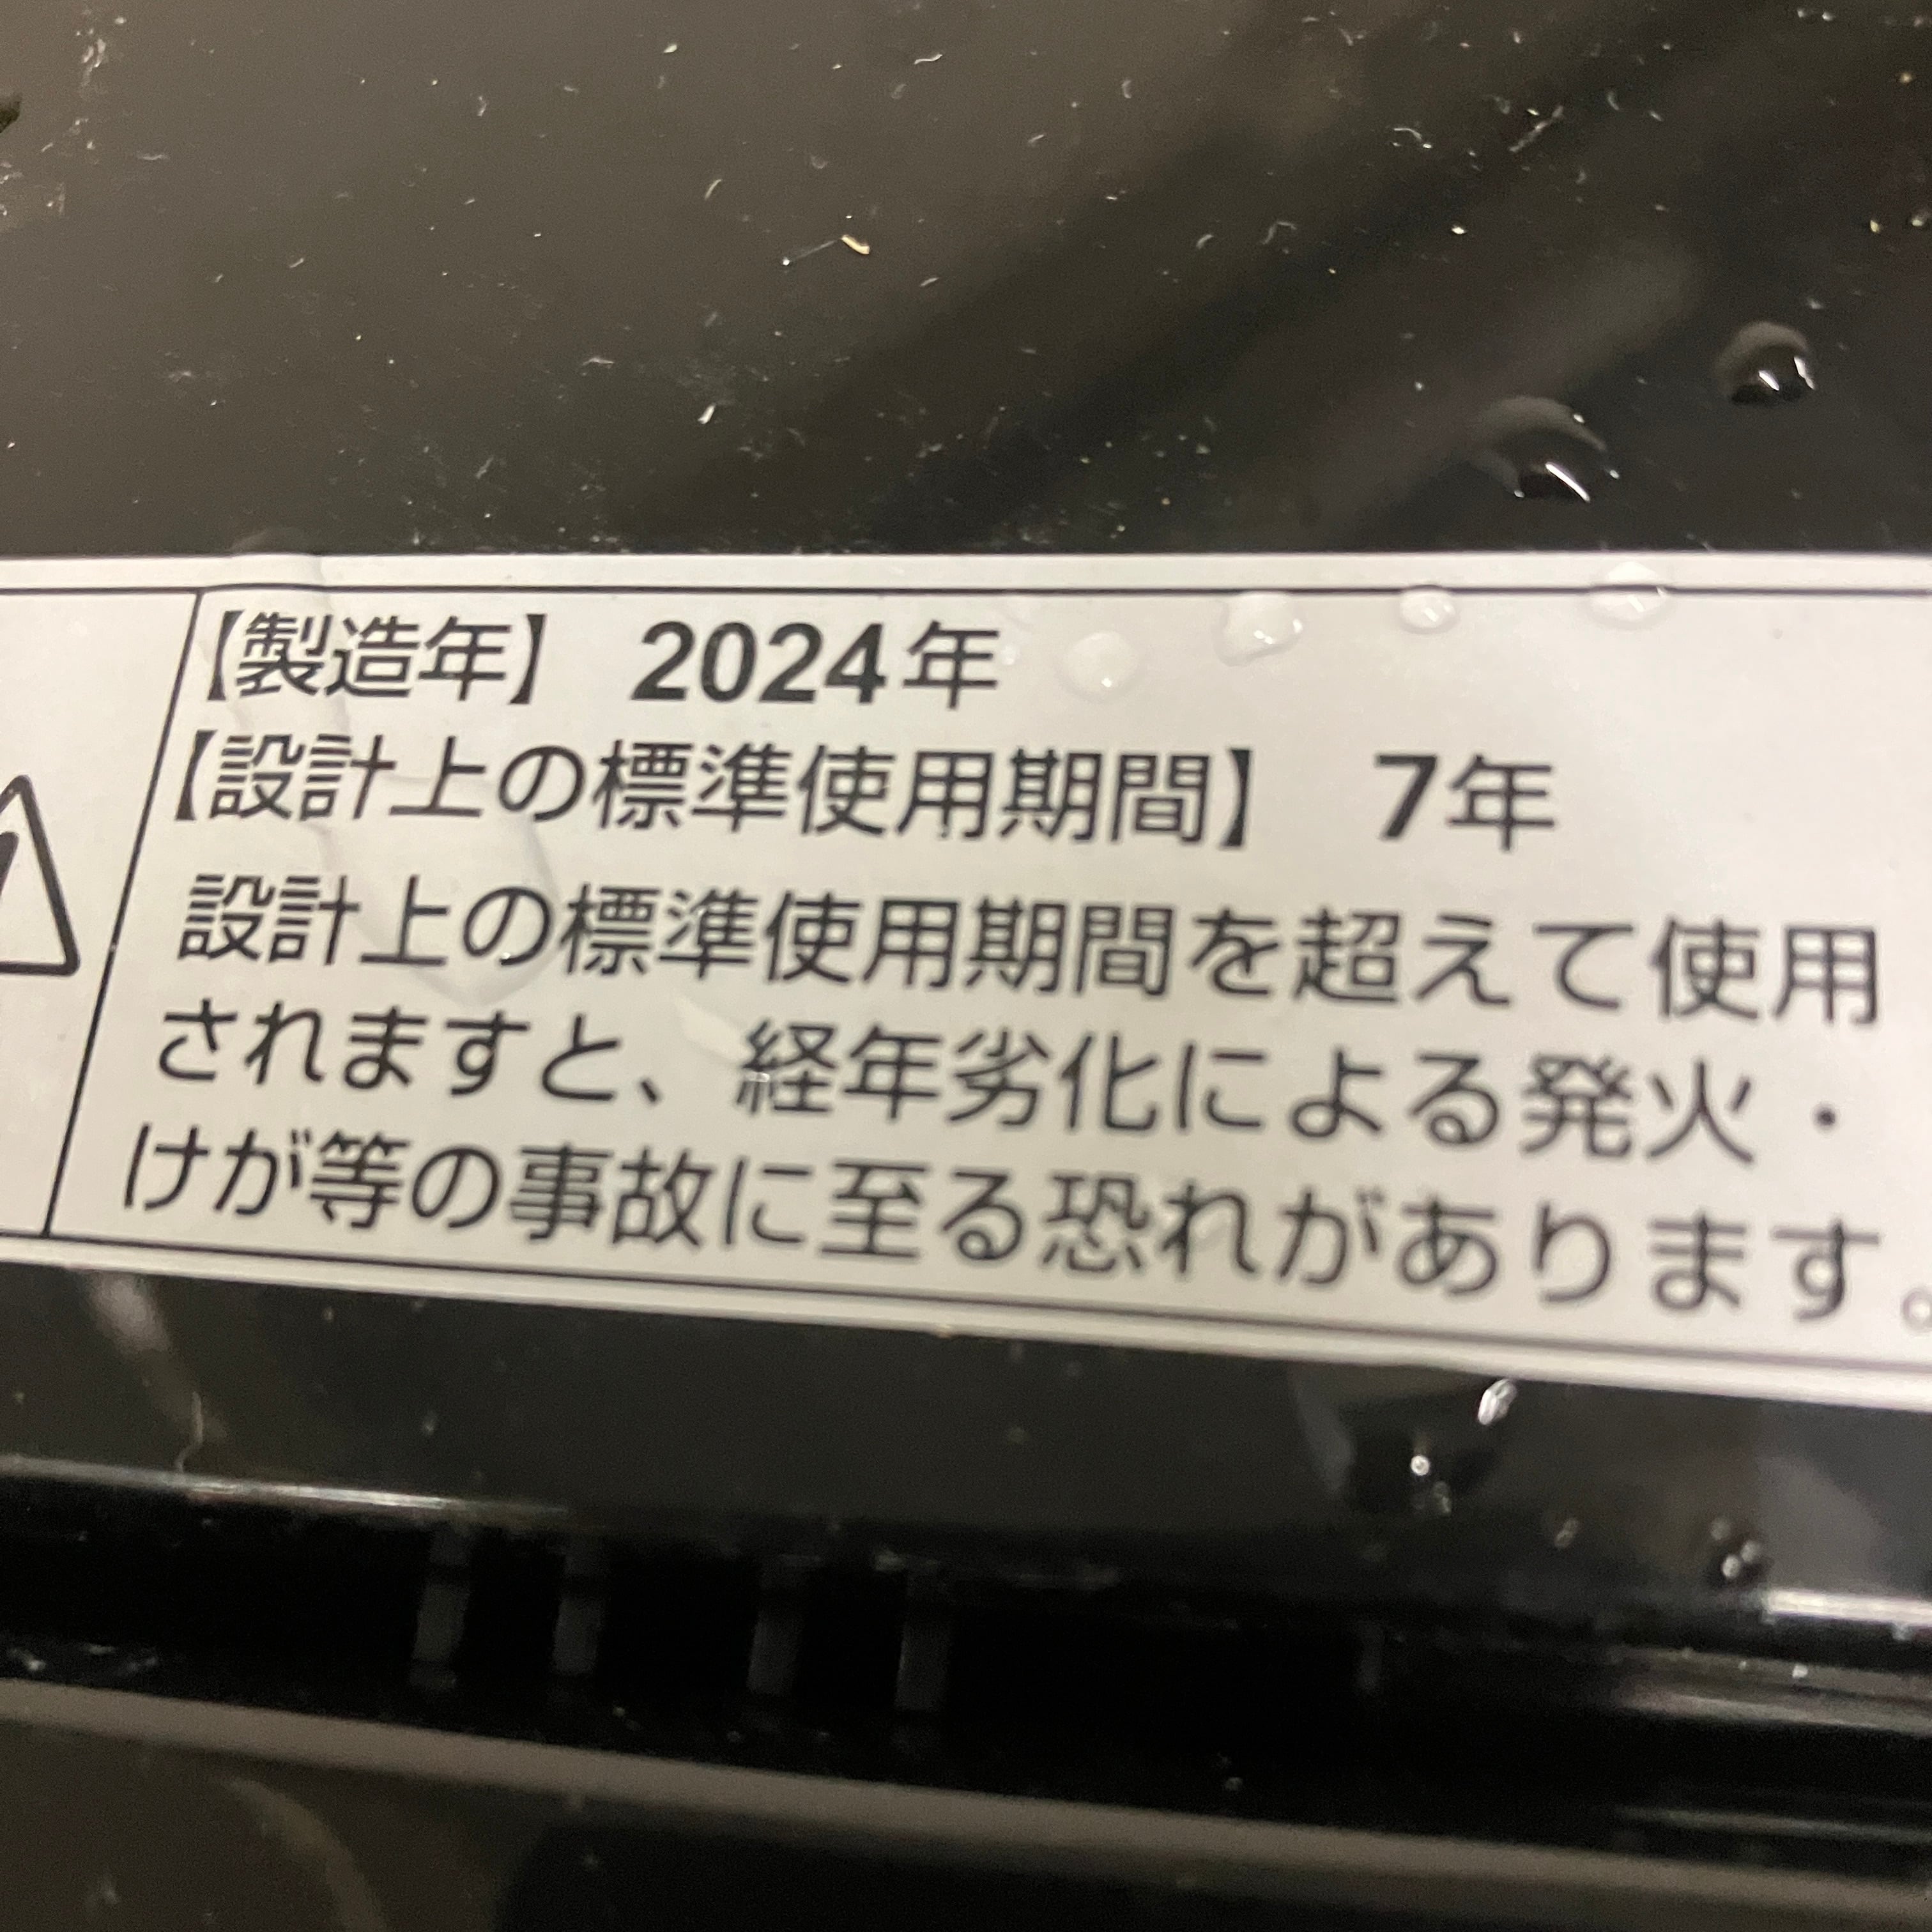 【製造年】 2024年
【設計上の標準使用期間】 7年
設計上の標準使用期間を超えて使用
されますと、経年劣化による発火・
けが等の事故に至る恐れがあります。